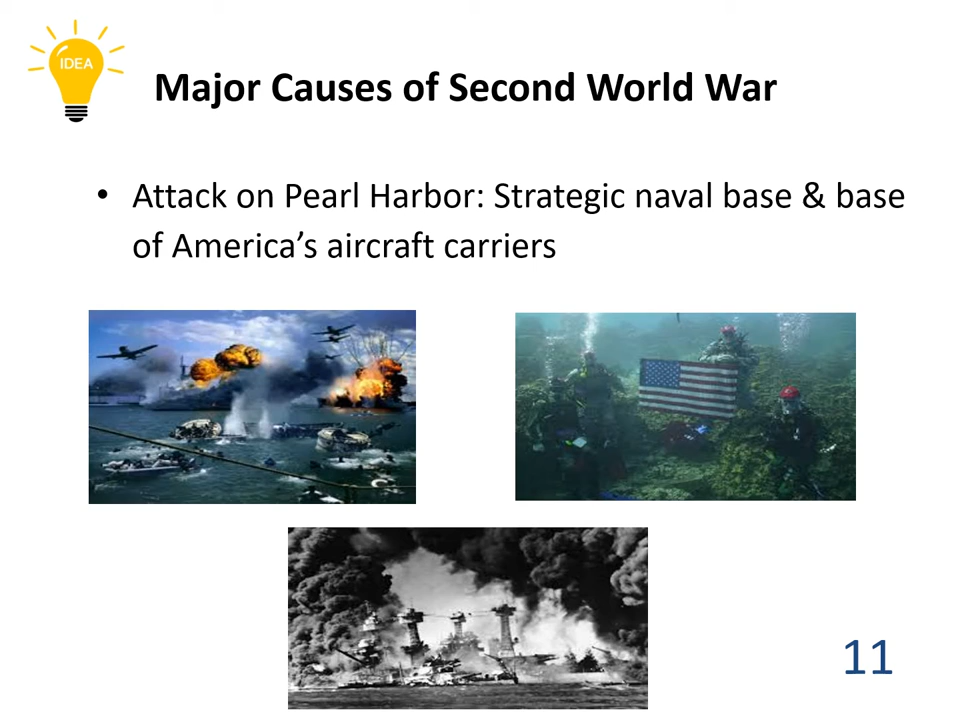 IDEA
Major Causes of Second World War
• Attack on Pearl Harbor: Strategic naval base & base
of America’s aircraft carriers
11